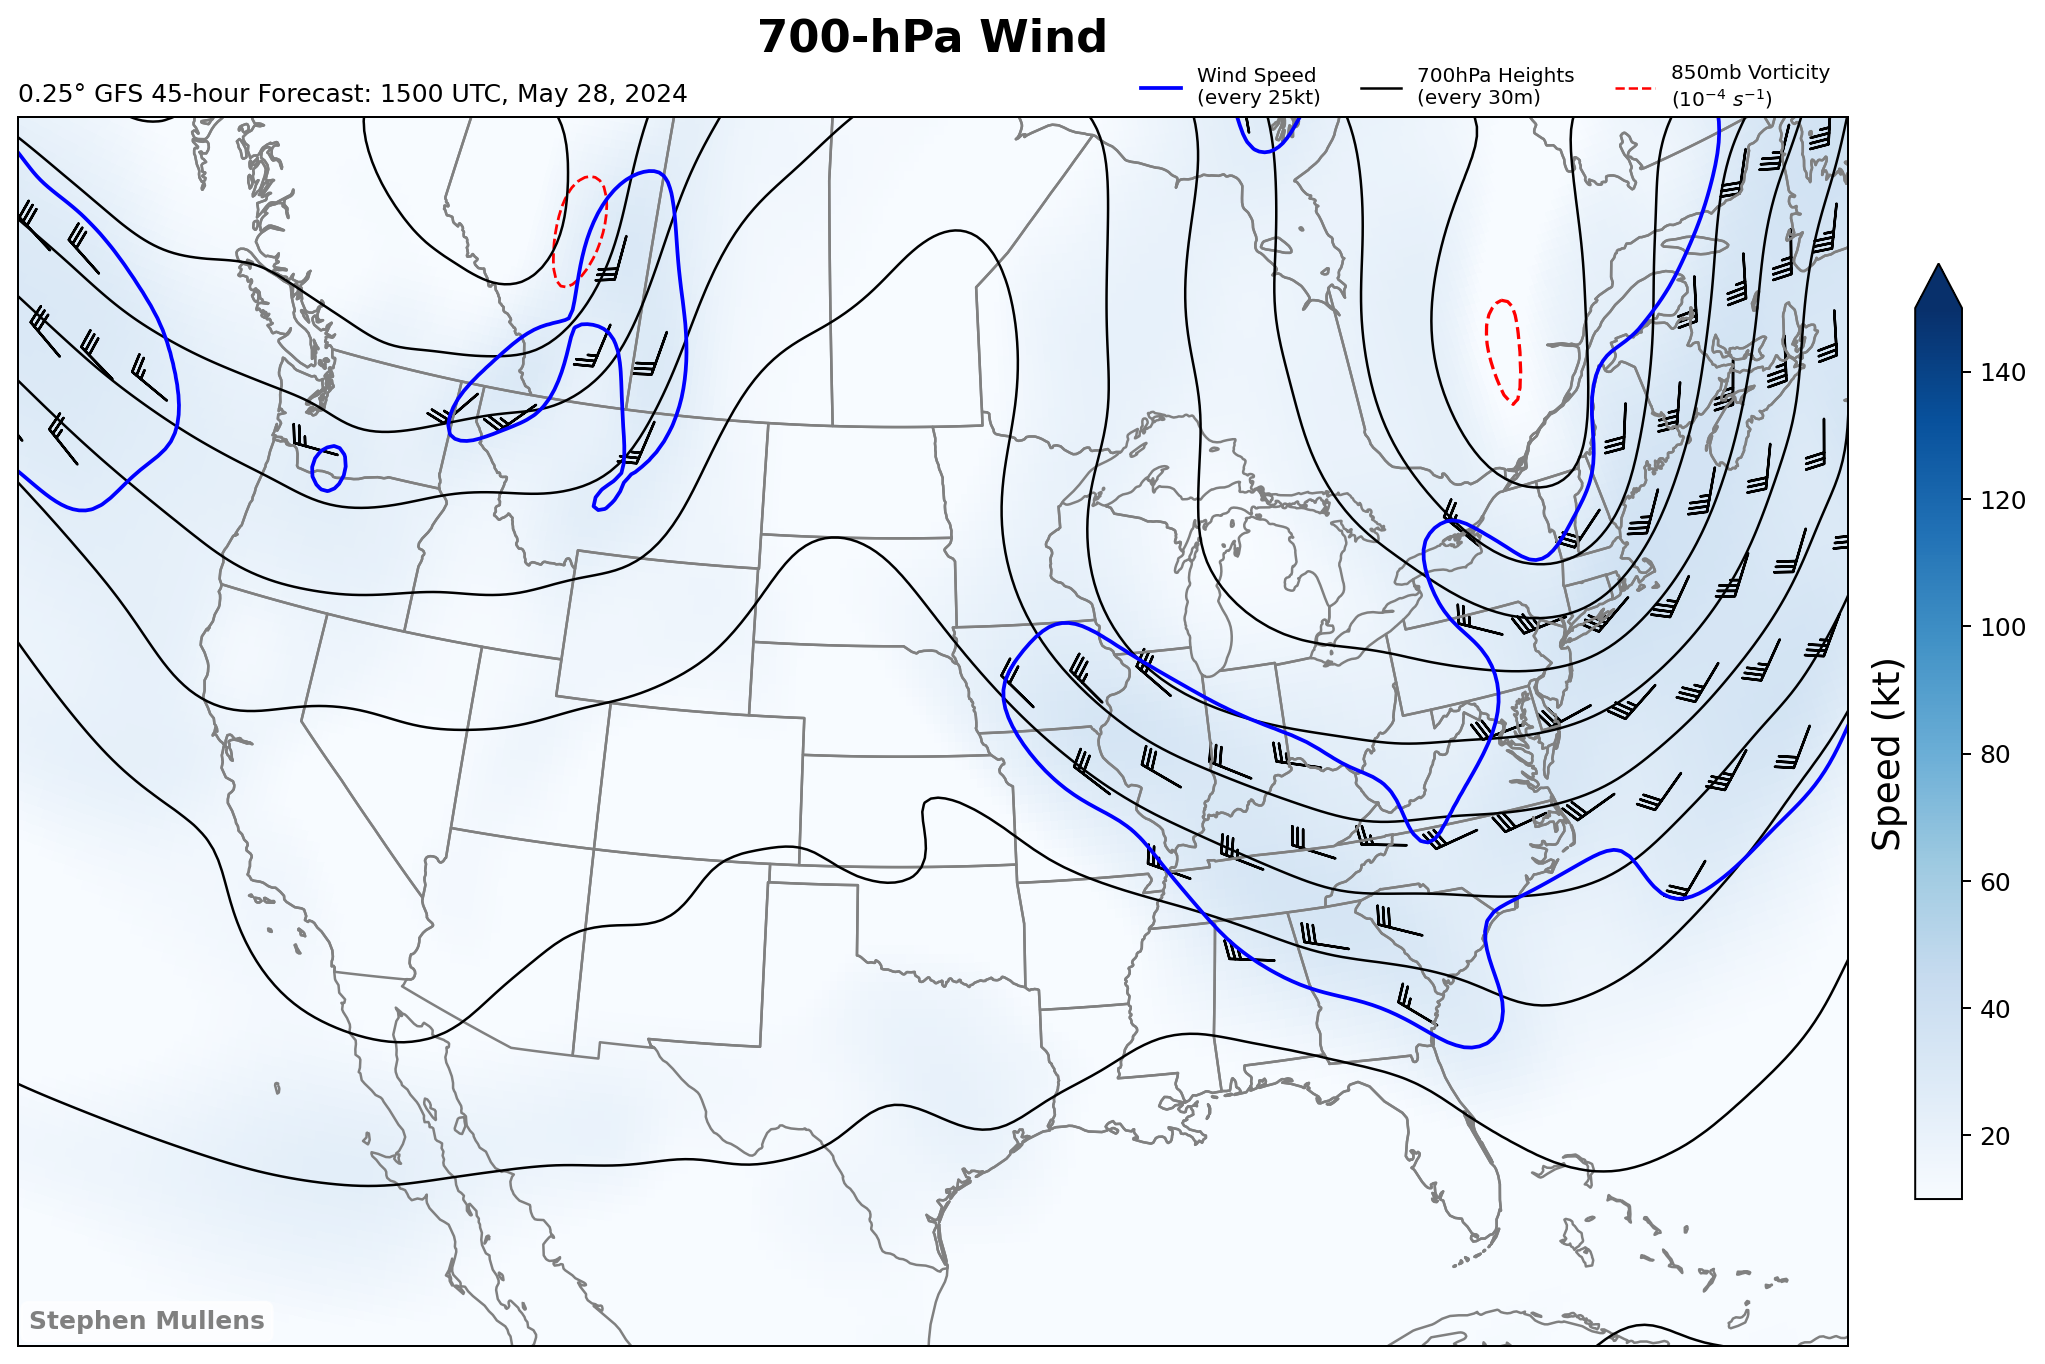 700-hPa Wind
0.25° GFS 45-hour Forecast: 1500 UTC, May 28, 2024
Wind Speed
(every 25kt)
700hPa Heights
(every 30m)
850mb Vorticity
(10⁻⁴ s⁻¹)
140
120
100
80
60
40
20
Speed (kt)
Stephen Mullens